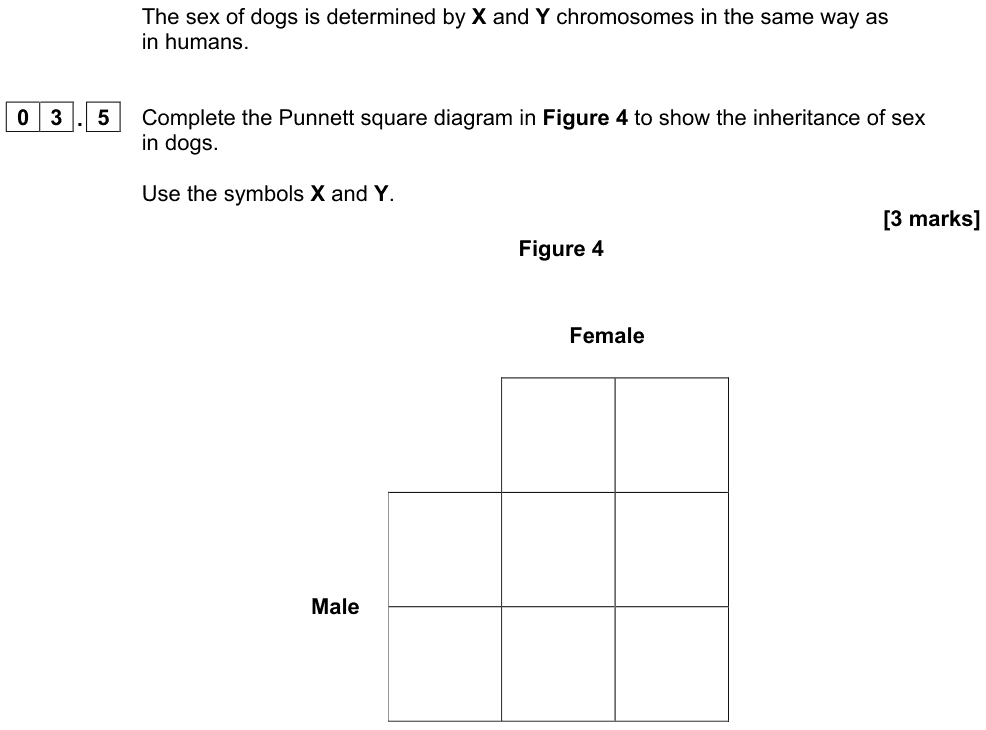 The sex of dogs is determined by X and Y chromosomes in the same way as
in humans.
0 3 . 5 Complete the Punnett square diagram in Figure 4 to show the inheritance of sex
in dogs.
Use the symbols X and Y.
[3 marks]
Figure 4
Female
Male